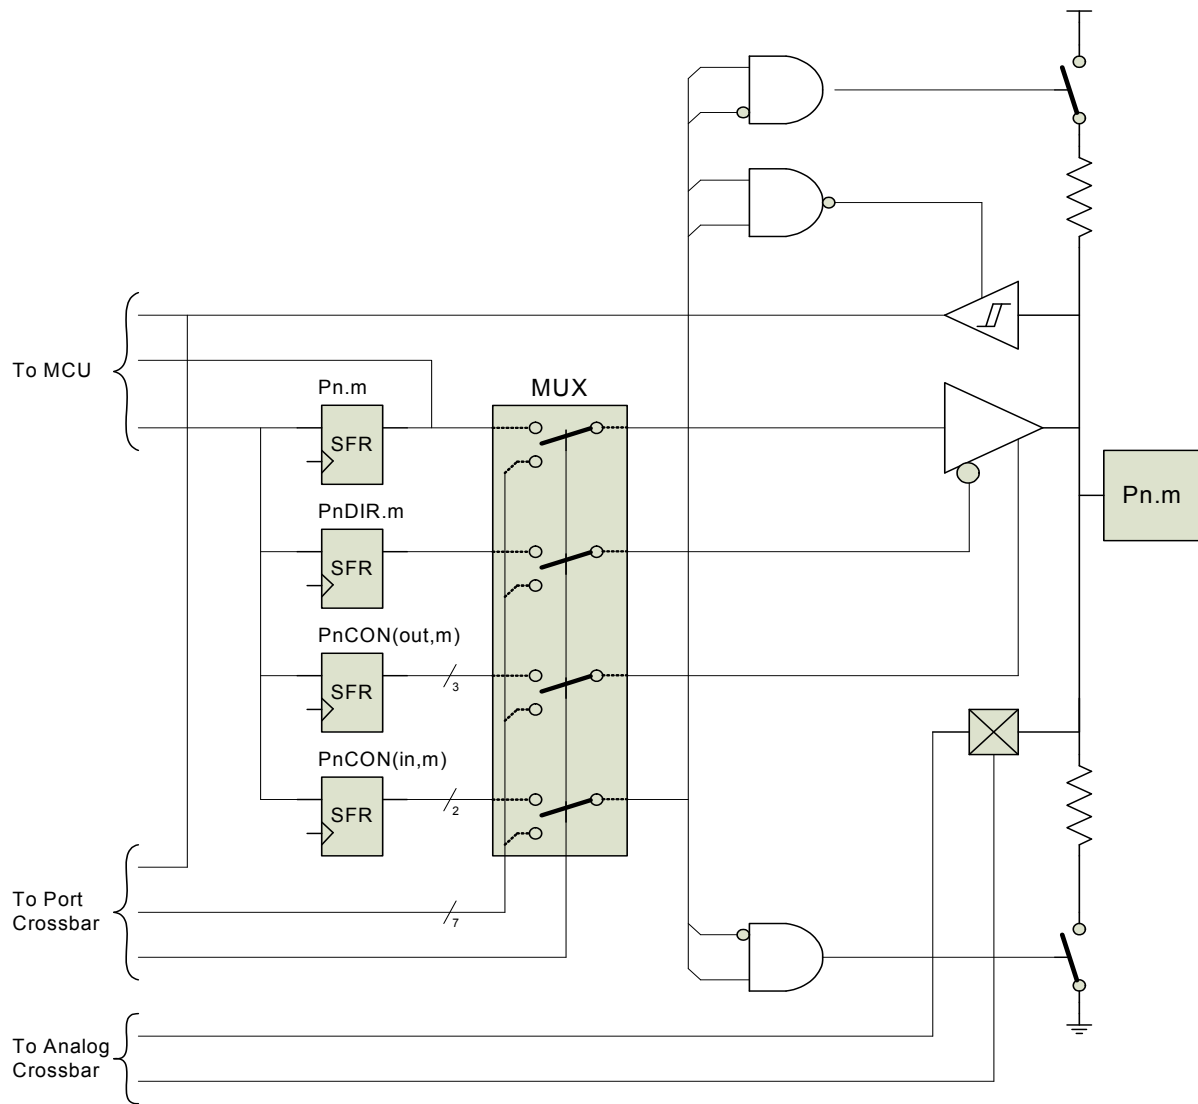 To MCU
Pn.m
SFR
MUX
Pn.m
PnDIR.m
SFR
PnCON(out,m)
SFR
3
PnCON(in,m)
SFR
2
To Port
Crossbar
7
To Analog
Crossbar